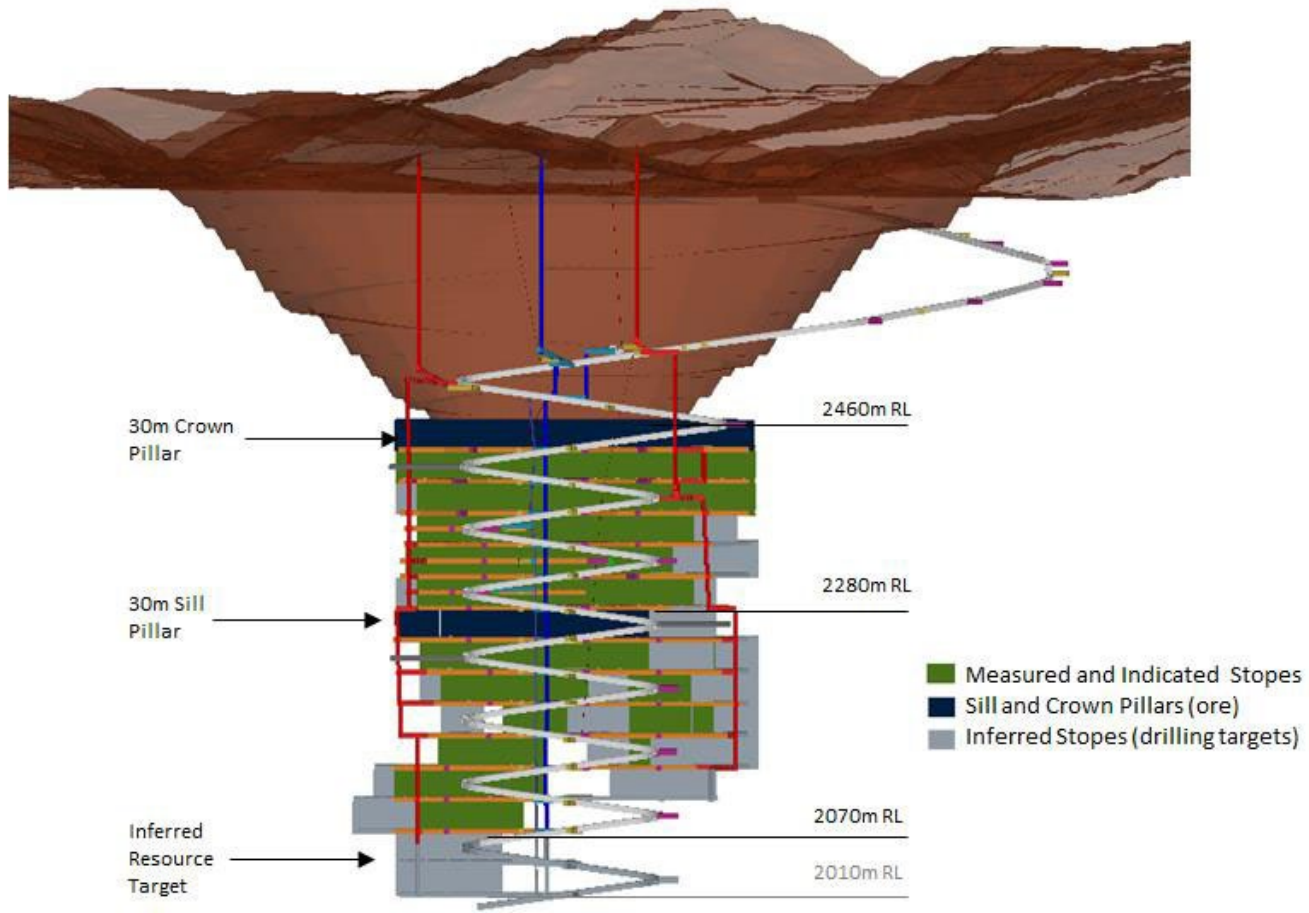 2460m RL
30m Crown
Pillar
2280m RL
30m Sill
Pillar
Measured and Indicated Stopes
Sill and Crown Pillars (ore)
Inferred Stopes (drilling targets)
2070m RL
Inferred
Resource
Target
2010m RL